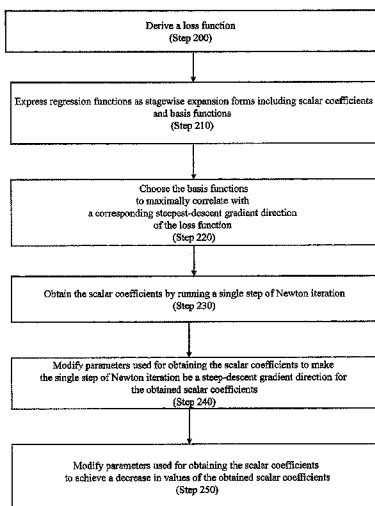 Derive a loss function
(Step 200)
Express regression functions as stagewise expansion forms including scalar coefficients
and basis functions
(Step 210)
Choose the basis functions
to maximally correlate with
a corresponding steepest-descent gradient direction
of the loss function
(Step 220)
Obtain the scalar coefficients by running a single step of Newton iteration
(Step 230)
Modify parameters used for obtaining the scalar coefficients to make
the single step of Newton iteration be a steep-descent gradient direction for
the obtained scalar coefficients
(Step 240)
Modify parameters used for obtaining the scalar coefficients
to achieve a decrease in values of the obtained scalar coefficients
(Step 250)